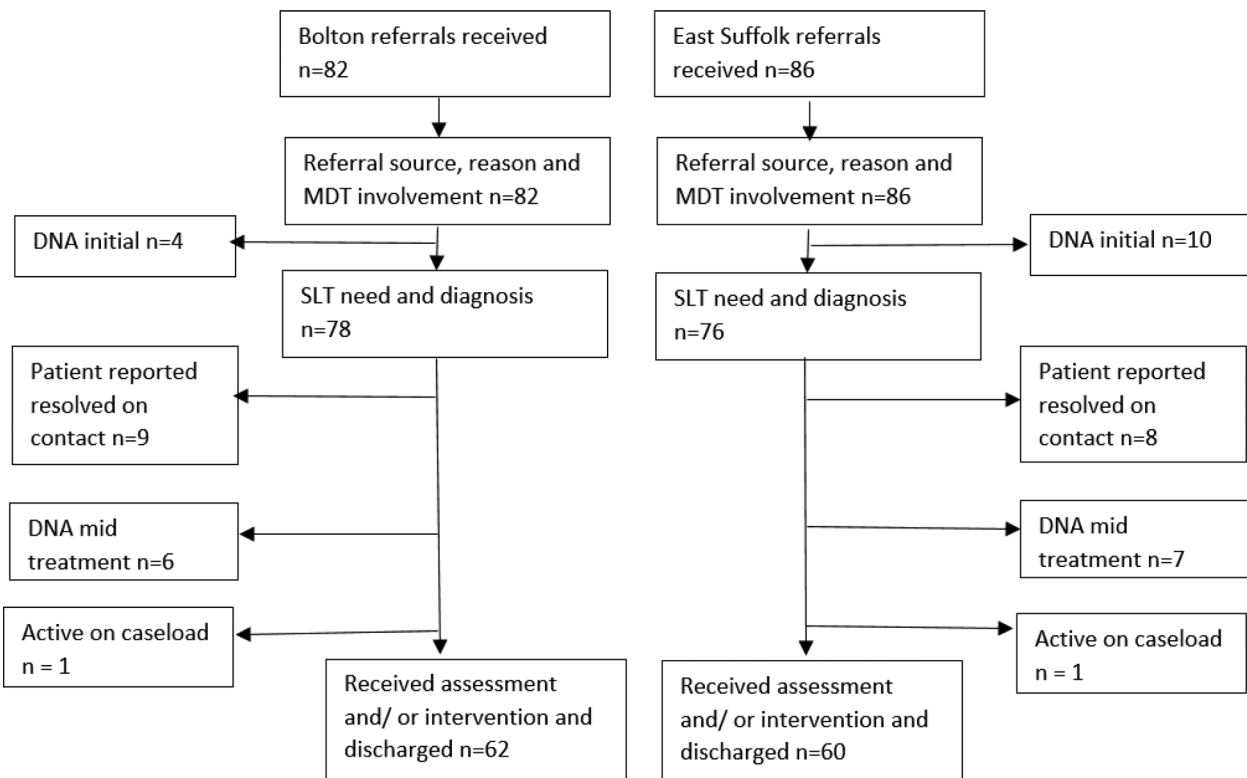 Bolton referrals received
n=82
East Suffolk referrals
received n=86
Referral source, reason and
MDT involvement n=82
Referral source, reason and
MDT involvement n=86
DNA initial n=4
DNA initial n=10
SLT need and diagnosis
n=78
SLT need and diagnosis
n=76
Patient reported
resolved on
contact n=9
Patient reported
resolved on
contact n=8
DNA mid
treatment n=6
DNA mid
treatment n=7
Active on caseload
n = 1
Active on caseload
n = 1
Received assessment
and/ or intervention and
discharged n=62
Received assessment
and/ or intervention and
discharged n=60